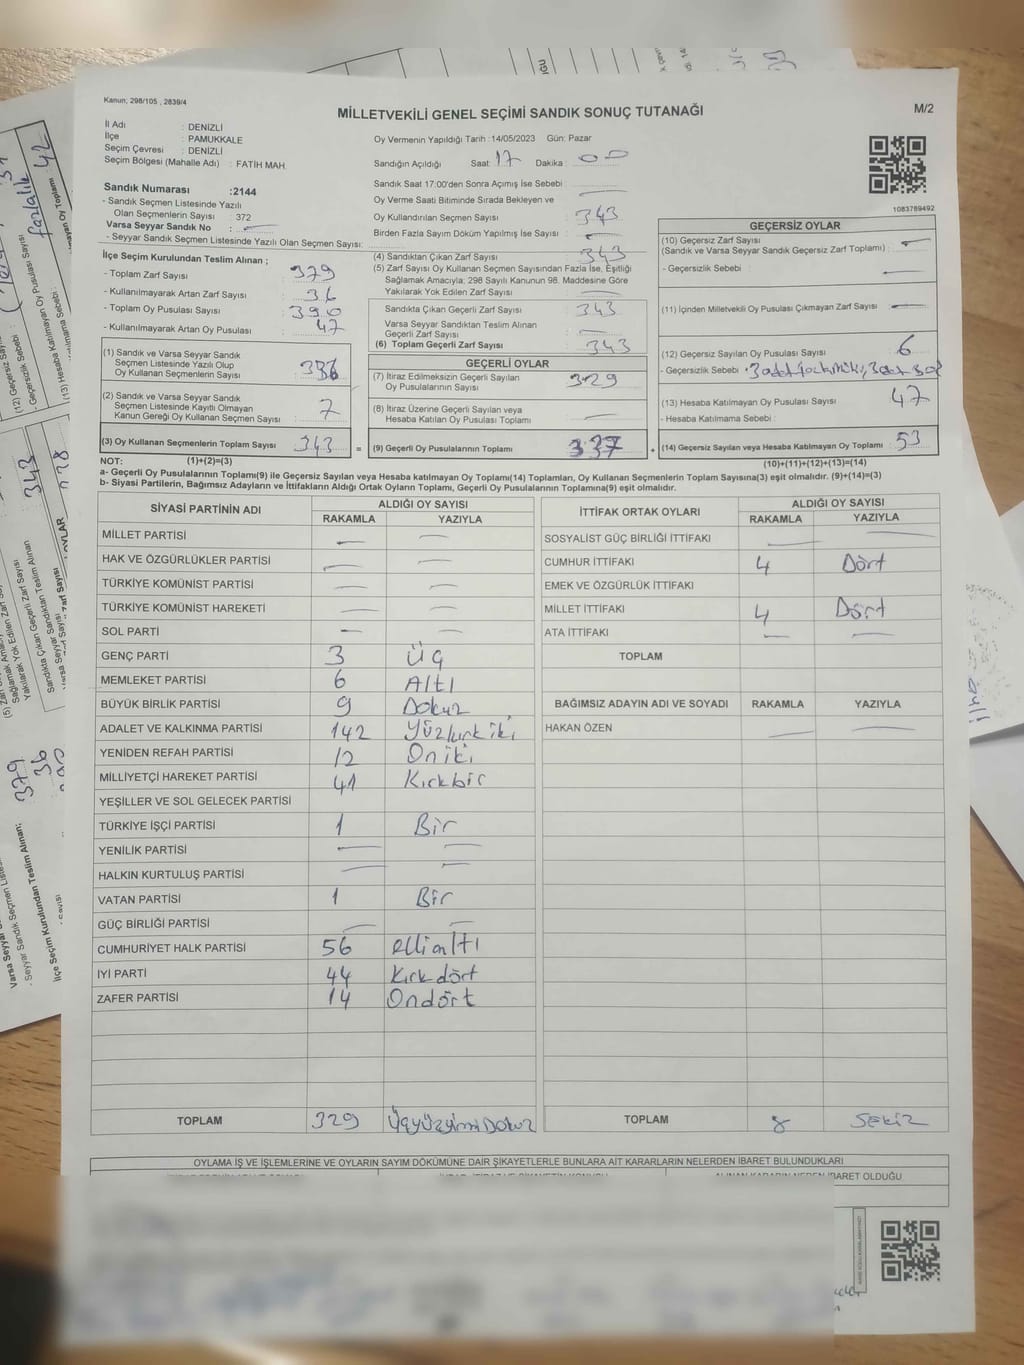 Kanun; 298/105 , 2839/4
MİLLETVEKİLİ GENEL SEÇİMİ SANDIK SONUÇ TUTANAĞI
M/2
İl Adı : DENİZLİ
İlçe : PAMUKKALE
Seçim Çevresi : DENİZLİ
Seçim Bölgesi (Mahalle Adı) : FATİH MAH.
Oy Vermenin Yapıldığı Tarih :14/05/2023 Gün: Pazar
Sandığın Açıldığı Saat: 17 Dakika : 00
Sandık Saat 17:00'den Sonra Açımış İse Sebebi :
Sandık Numarası :2144
- Sandık Seçmen Listesinde Yazılı
Olan Seçmenlerin Sayısı : 372
Varsa Seyyar Sandık No :
- Seyyar Sandık Seçmen Listesinde Yazılı Olan Seçmen Sayısı:
Oy Verme Saati Bitiminde Sırada Bekleyen ve
Oy Kullandırılan Seçmen Sayısı : 343
Birden Fazla Sayım Döküm Yapılmış İse Sayısı :
1083789492
İlçe Seçim Kurulundan Teslim Alınan ;
- Toplam Zarf Sayısı : 379
- Kullanılmayarak Artan Zarf Sayısı : 36
- Toplam Oy Pusulası Sayısı : 390
- Kullanılmayarak Artan Oy Pusulası : 47
(4) Sandıktan Çıkan Zarf Sayısı : 343
(5) Zarf Sayısı Oy Kullanan Seçmen Sayısından Fazla İse, Eşitliği
Sağlamak Amacıyla; 298 Sayılı Kanunun 98. Maddesine Göre
Yakılarak Yok Edilen Zarf Sayısı :
Sandıkta Çıkan Geçerli Zarf Sayısı : 343
Varsa Seyyar Sandıktan Teslim Alınan
Geçerli Zarf Sayısı :
(6) Toplam Geçerli Zarf Sayısı : 343
GEÇERSİZ OYLAR
(10) Geçersiz Zarf Sayısı
(Sandık ve Varsa Seyyar Sandık Geçersiz Zarf Toplamı) :
- Geçersizlik Sebebi :
(11) İçinden Milletvekili Oy Pusulası Çıkmayan Zarf Sayısı :
(12) Geçersiz Sayılan Oy Pusulası Sayısı : 6
- Geçersizlik Sebebi :
(13) Hesaba Katılmayan Oy Pusulası Sayısı : 47
- Hesaba Katılmama Sebebi :
(14) Geçersiz Sayılan veya Hesaba Katılmayan Oy Toplamı : 53
(10)+(11)+(12)+(13)=(14)
(1) Sandık ve Varsa Seyyar Sandık
Seçmen Listesinde Yazılı Olup
Oy Kullanan Seçmenlerin Sayısı : 336
(2) Sandık ve Varsa Seyyar Sandık
Seçmen Listesinde Kayıtlı Olmayan
Kanun Gereği Oy Kullanan Seçmen Sayısı : 7
(3) Oy Kullanan Seçmenlerin Toplam Sayısı : 343
GEÇERLİ OYLAR
(7) İtiraz Edilmeksizin Geçerli Sayılan
Oy Pusulalarının Sayısı : 329
(8) İtiraz Üzerine Geçerli Sayılan veya
Hesaba Katılan Oy Pusulası Toplamı :
(9) Geçerli Oy Pusulalarının Toplamı : 337
NOT: (1)+(2)=(3)
a- Geçerli Oy Pusulalarının Toplamı(9) ile Geçersiz Sayılan veya Hesaba katılmayan Oy Toplamı(14) Toplamları, Oy Kullanan Seçmenlerin Toplam Sayısına(3) eşit olmalıdır. (9)+(14)=(3)
b- Siyasi Partilerin, Bağımsız Adayların ve İttifakların Aldığı Ortak Oyların Toplamı, Geçerli Oy Pusulalarının Toplamına(9) eşit olmalıdır.
SİYASİ PARTİNİN ADI ALDIĞI OY SAYISI
RAKAMLA YAZIYLA
MİLLET PARTİSİ
HAK VE ÖZGÜRLÜKLER PARTİSİ
TÜRKİYE KOMÜNİST PARTİSİ
TÜRKİYE KOMÜNİST HAREKETİ
SOL PARTİ
GENÇ PARTİ 3 Üç
MEMLEKET PARTİSİ 6 Altı
BÜYÜK BİRLİK PARTİSİ 9 Dokuz
ADALET VE KALKINMA PARTİSİ 142 Yüzkırkiki
YENİDEN REFAH PARTİSİ 12 Oniki
MİLLİYETÇİ HAREKET PARTİSİ 41 Kırkbir
YEŞİLLER VE SOL GELECEK PARTİSİ
TÜRKİYE İŞÇİ PARTİSİ 1 Bir
YENİLİK PARTİSİ
HALKIN KURTULUŞ PARTİSİ
VATAN PARTİSİ 1 Bir
GÜÇ BİRLİĞİ PARTİSİ
CUMHURİYET HALK PARTİSİ 56 elli altı
İYİ PARTİ 44 Kırkdört
ZAFER PARTİSİ 14 Ondört
TOPLAM 329 ÜçyüzyirmiDokuz
İTTİFAK ORTAK OYLARI ALDIĞI OY SAYISI
RAKAMLA YAZIYLA
SOSYALİST GÜÇ BİRLİĞİ İTTİFAKI
CUMHUR İTTİFAKI 4 Dört
EMEK VE ÖZGÜRLÜK İTTİFAKI
MİLLET İTTİFAKI 4 Dört
ATA İTTİFAKI
TOPLAM
BAĞIMSIZ ADAYIN ADI VE SOYADI RAKAMLA YAZIYLA
HAKAN ÖZEN
TOPLAM 8 Sekiz
OYLAMA İŞ VE İŞLEMLERİNE VE OYLARIN SAYIM DÖKÜMÜNE DAİR ŞİKAYETLERLE BUNLARA AİT KARARLARIN NELERDEN İBARET BULUNDUKLARI